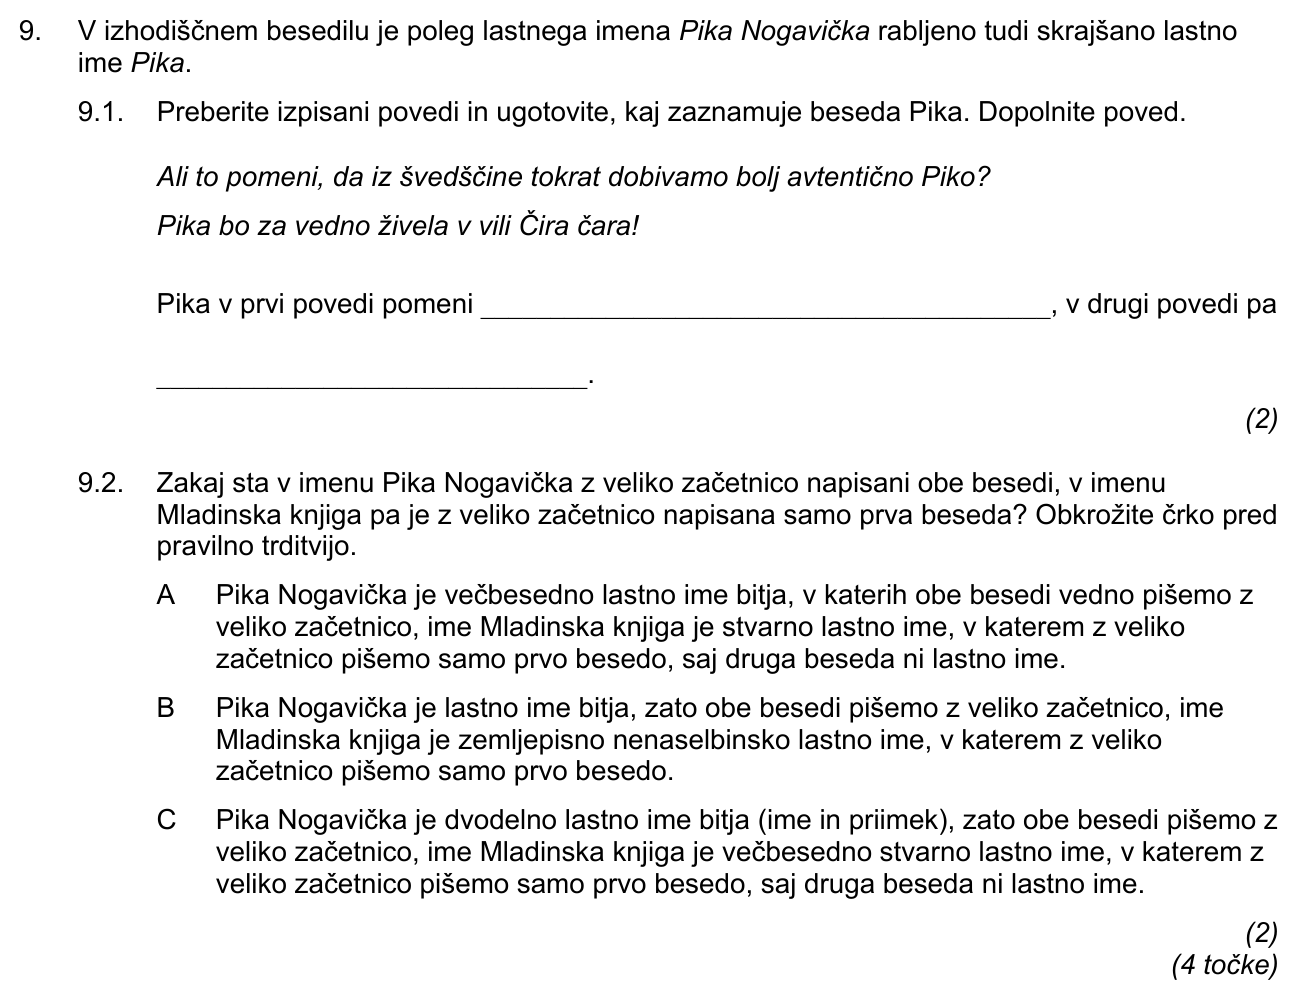 9. V izhodiščnem besedilu je poleg lastnega imena Pika Nogavička rabljeno tudi skrajšano lastno
ime Pika.
9.1. Preberite izpisani povedi in ugotovite, kaj zaznamuje beseda Pika. Dopolnite poved.
Ali to pomeni, da iz švedščine tokrat dobivamo bolj avtentično Piko?
Pika bo za vedno živela v vili Čira čara!
Pika v prvi povedi pomeni ______________________________________, v drugi povedi pa
_____________________________.
(2)
9.2. Zakaj sta v imenu Pika Nogavička z veliko začetnico napisani obe besedi, v imenu
Mladinska knjiga pa je z veliko začetnico napisana samo prva beseda? Obkrožite črko pred
pravilno trditvijo.
A Pika Nogavička je večbesedno lastno ime bitja, v katerih obe besedi vedno pišemo z
veliko začetnico, ime Mladinska knjiga je stvarno lastno ime, v katerem z veliko
začetnico pišemo samo prvo besedo, saj druga beseda ni lastno ime.
B Pika Nogavička je lastno ime bitja, zato obe besedi pišemo z veliko začetnico, ime
Mladinska knjiga je zemljepisno nenaselbinsko lastno ime, v katerem z veliko
začetnico pišemo samo prvo besedo.
C Pika Nogavička je dvodelno lastno ime bitja (ime in priimek), zato obe besedi pišemo z
veliko začetnico, ime Mladinska knjiga je večbesedno stvarno lastno ime, v katerem z
veliko začetnico pišemo samo prvo besedo, saj druga beseda ni lastno ime.
(2)
(4 točke)